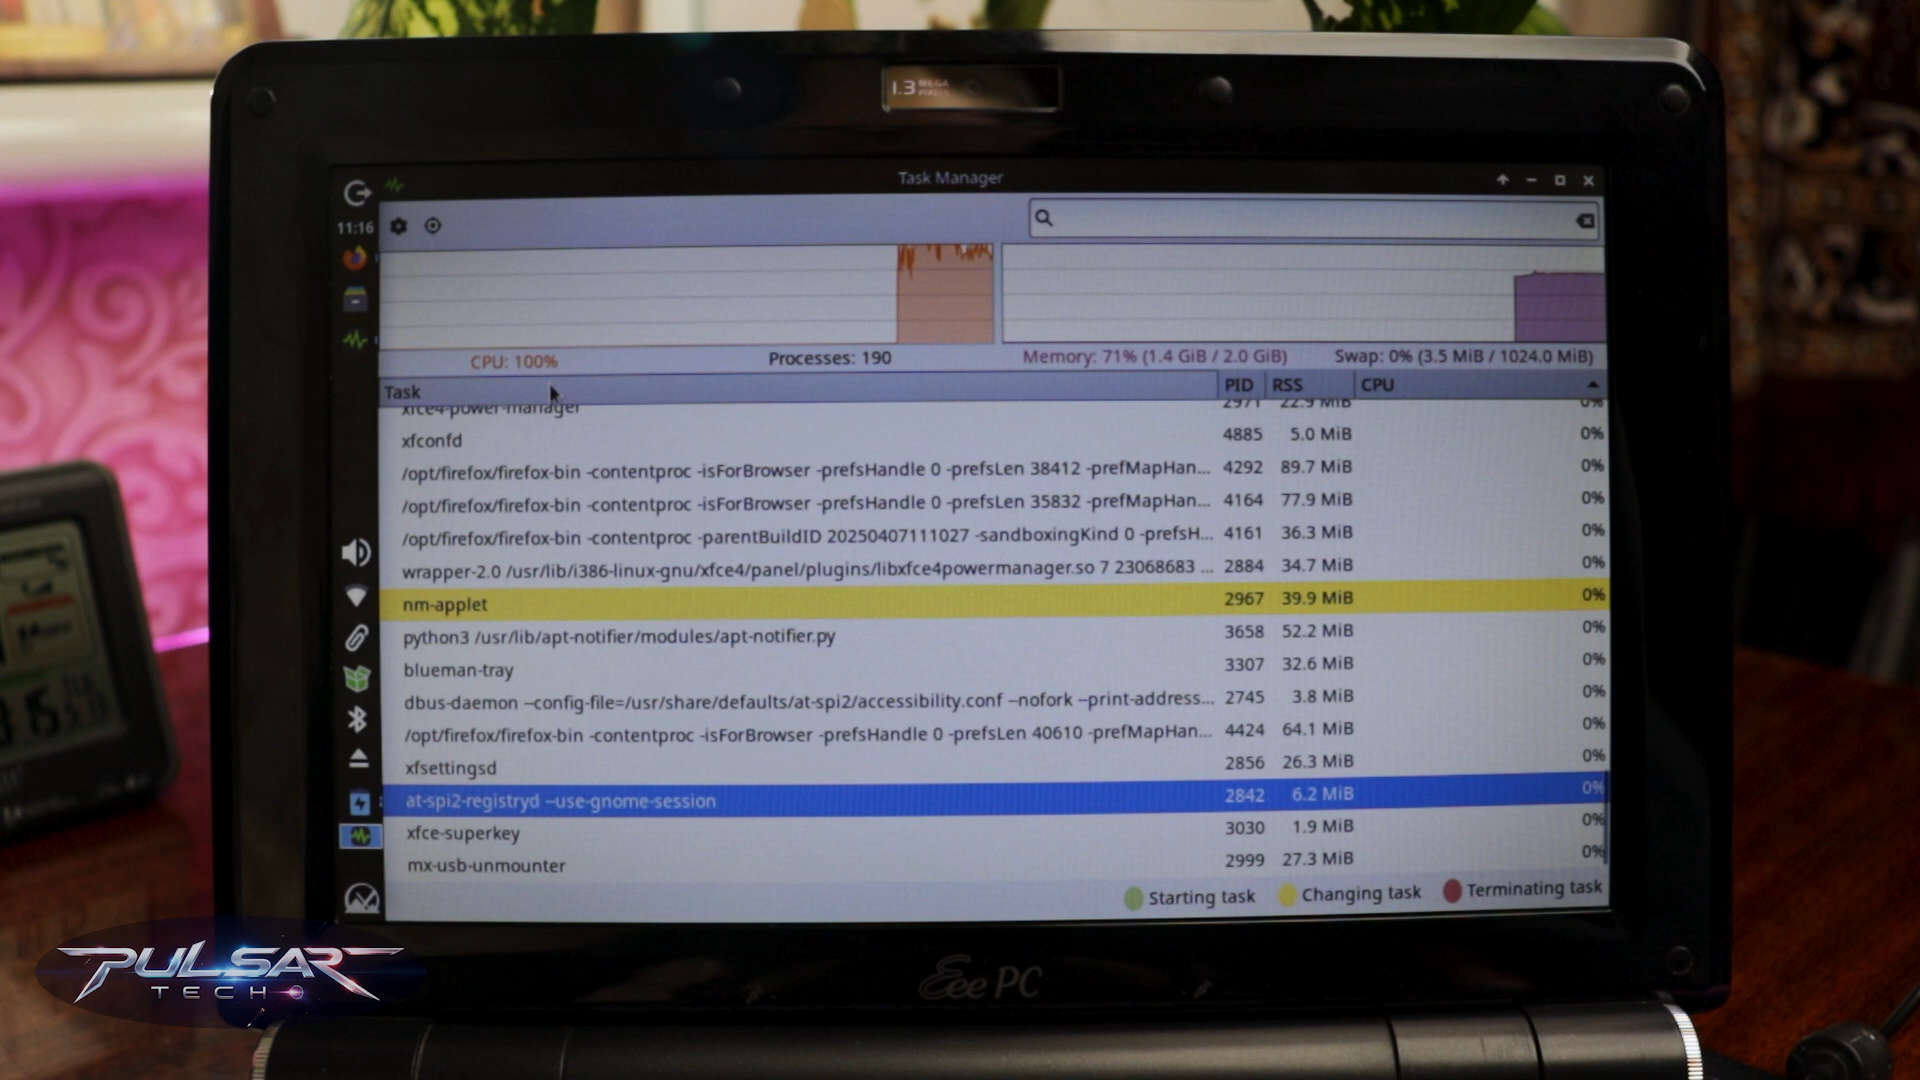 1.3 MEGA PIXELS
Task Manager
11:16
CPU: 100%
Processes: 190
Memory: 71% (1.4 GiB / 2.0 GiB)
Swap: 0% (3.5 MiB / 1024.0 MiB)
Task PID RSS CPU
xfce4-power-manager 2971 22.9 MiB 0%
xfconfd 4885 5.0 MiB 0%
/opt/firefox/firefox-bin -contentproc -isForBrowser -prefsHandle 0 -prefsLen 38412 -prefMapHan... 4292 89.7 MiB 0%
/opt/firefox/firefox-bin -contentproc -isForBrowser -prefsHandle 0 -prefsLen 35832 -prefMapHan... 4164 77.9 MiB 0%
/opt/firefox/firefox-bin -contentproc -parentBuildID 20250407111027 -sandboxingKind 0 -prefsH... 4161 36.3 MiB 0%
wrapper-2.0 /usr/lib/i386-linux-gnu/xfce4/panel/plugins/libxfce4powermanager.so 7 23068683 ... 2884 34.7 MiB 0%
nm-applet 2967 39.9 MiB 0%
python3 /usr/lib/apt-notifier/modules/apt-notifier.py 3658 52.2 MiB 0%
blueman-tray 3307 32.6 MiB 0%
dbus-daemon --config-file=/usr/share/defaults/at-spi2/accessibility.conf --nofork --print-address... 2745 3.8 MiB 0%
/opt/firefox/firefox-bin -contentproc -isForBrowser -prefsHandle 0 -prefsLen 40610 -prefMapHan... 4424 64.1 MiB 0%
xfsettingsd 2856 26.3 MiB 0%
at-spi2-registryd --use-gnome-session 2842 6.2 MiB 0%
xfce-superkey 3030 1.9 MiB 0%
mx-usb-unmounter 2999 27.3 MiB 0%
Starting task
Changing task
Terminating task
Eee PC
PULSAR
TECH